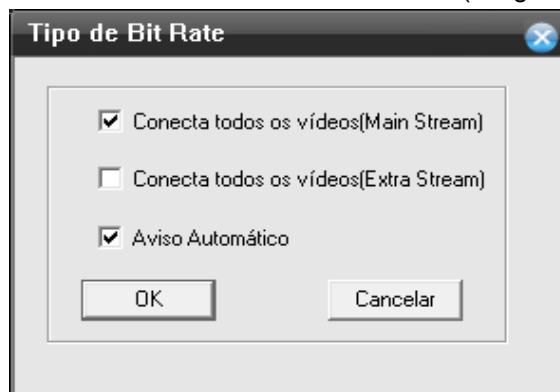 Tipo de Bit Rate
Conecta todos os vídeos(Main Stream)
Conecta todos os vídeos(Extra Stream)
Aviso Automático
OK
Cancelar